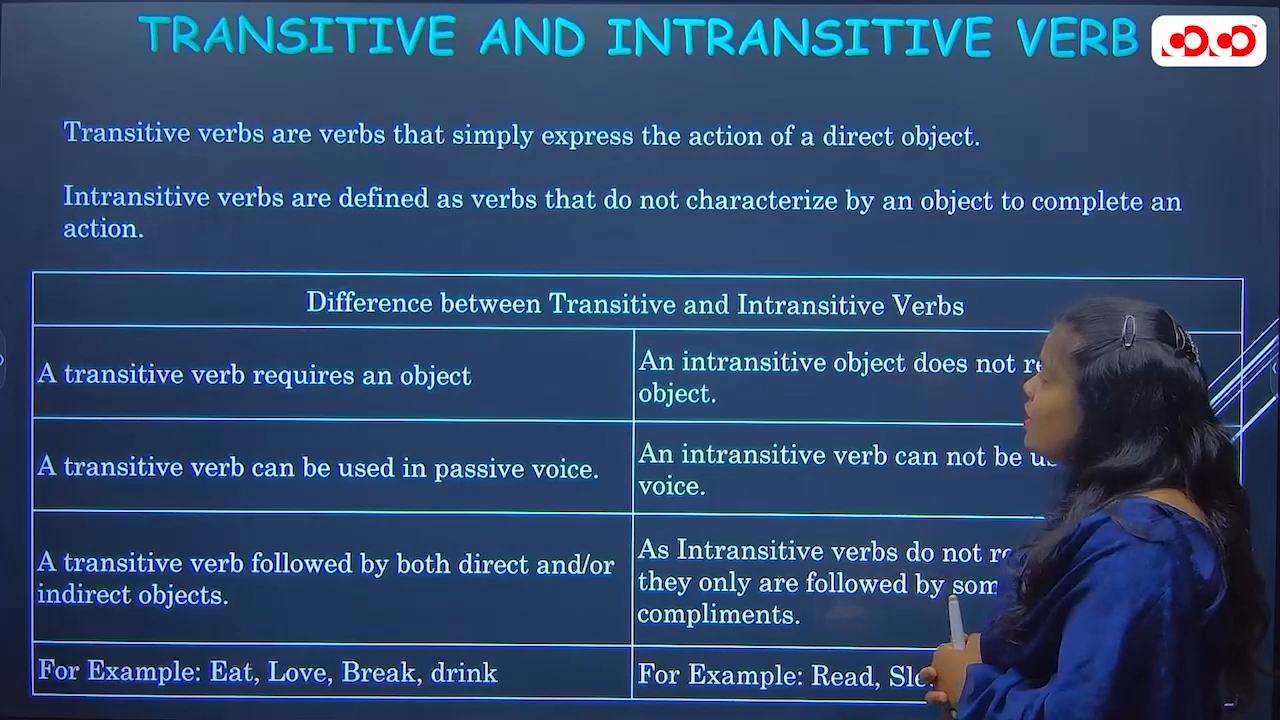 TRANSITIVE AND INTRANSITIVE VERB
Transitive verbs are verbs that simply express the action of a direct object.
Intransitive verbs are defined as verbs that do not characterize by an object to complete an
action.
Difference between Transitive and Intransitive Verbs
A transitive verb requires an object
An intransitive object does not
object.
A transitive verb can be used in passive voice.
An intransitive verb can not be
voice.
A transitive verb followed by both direct and/or
indirect objects.
As Intransitive verbs do not
they only are followed by
compliments.
For Example: Eat, Love, Break, drink
For Example: Read,